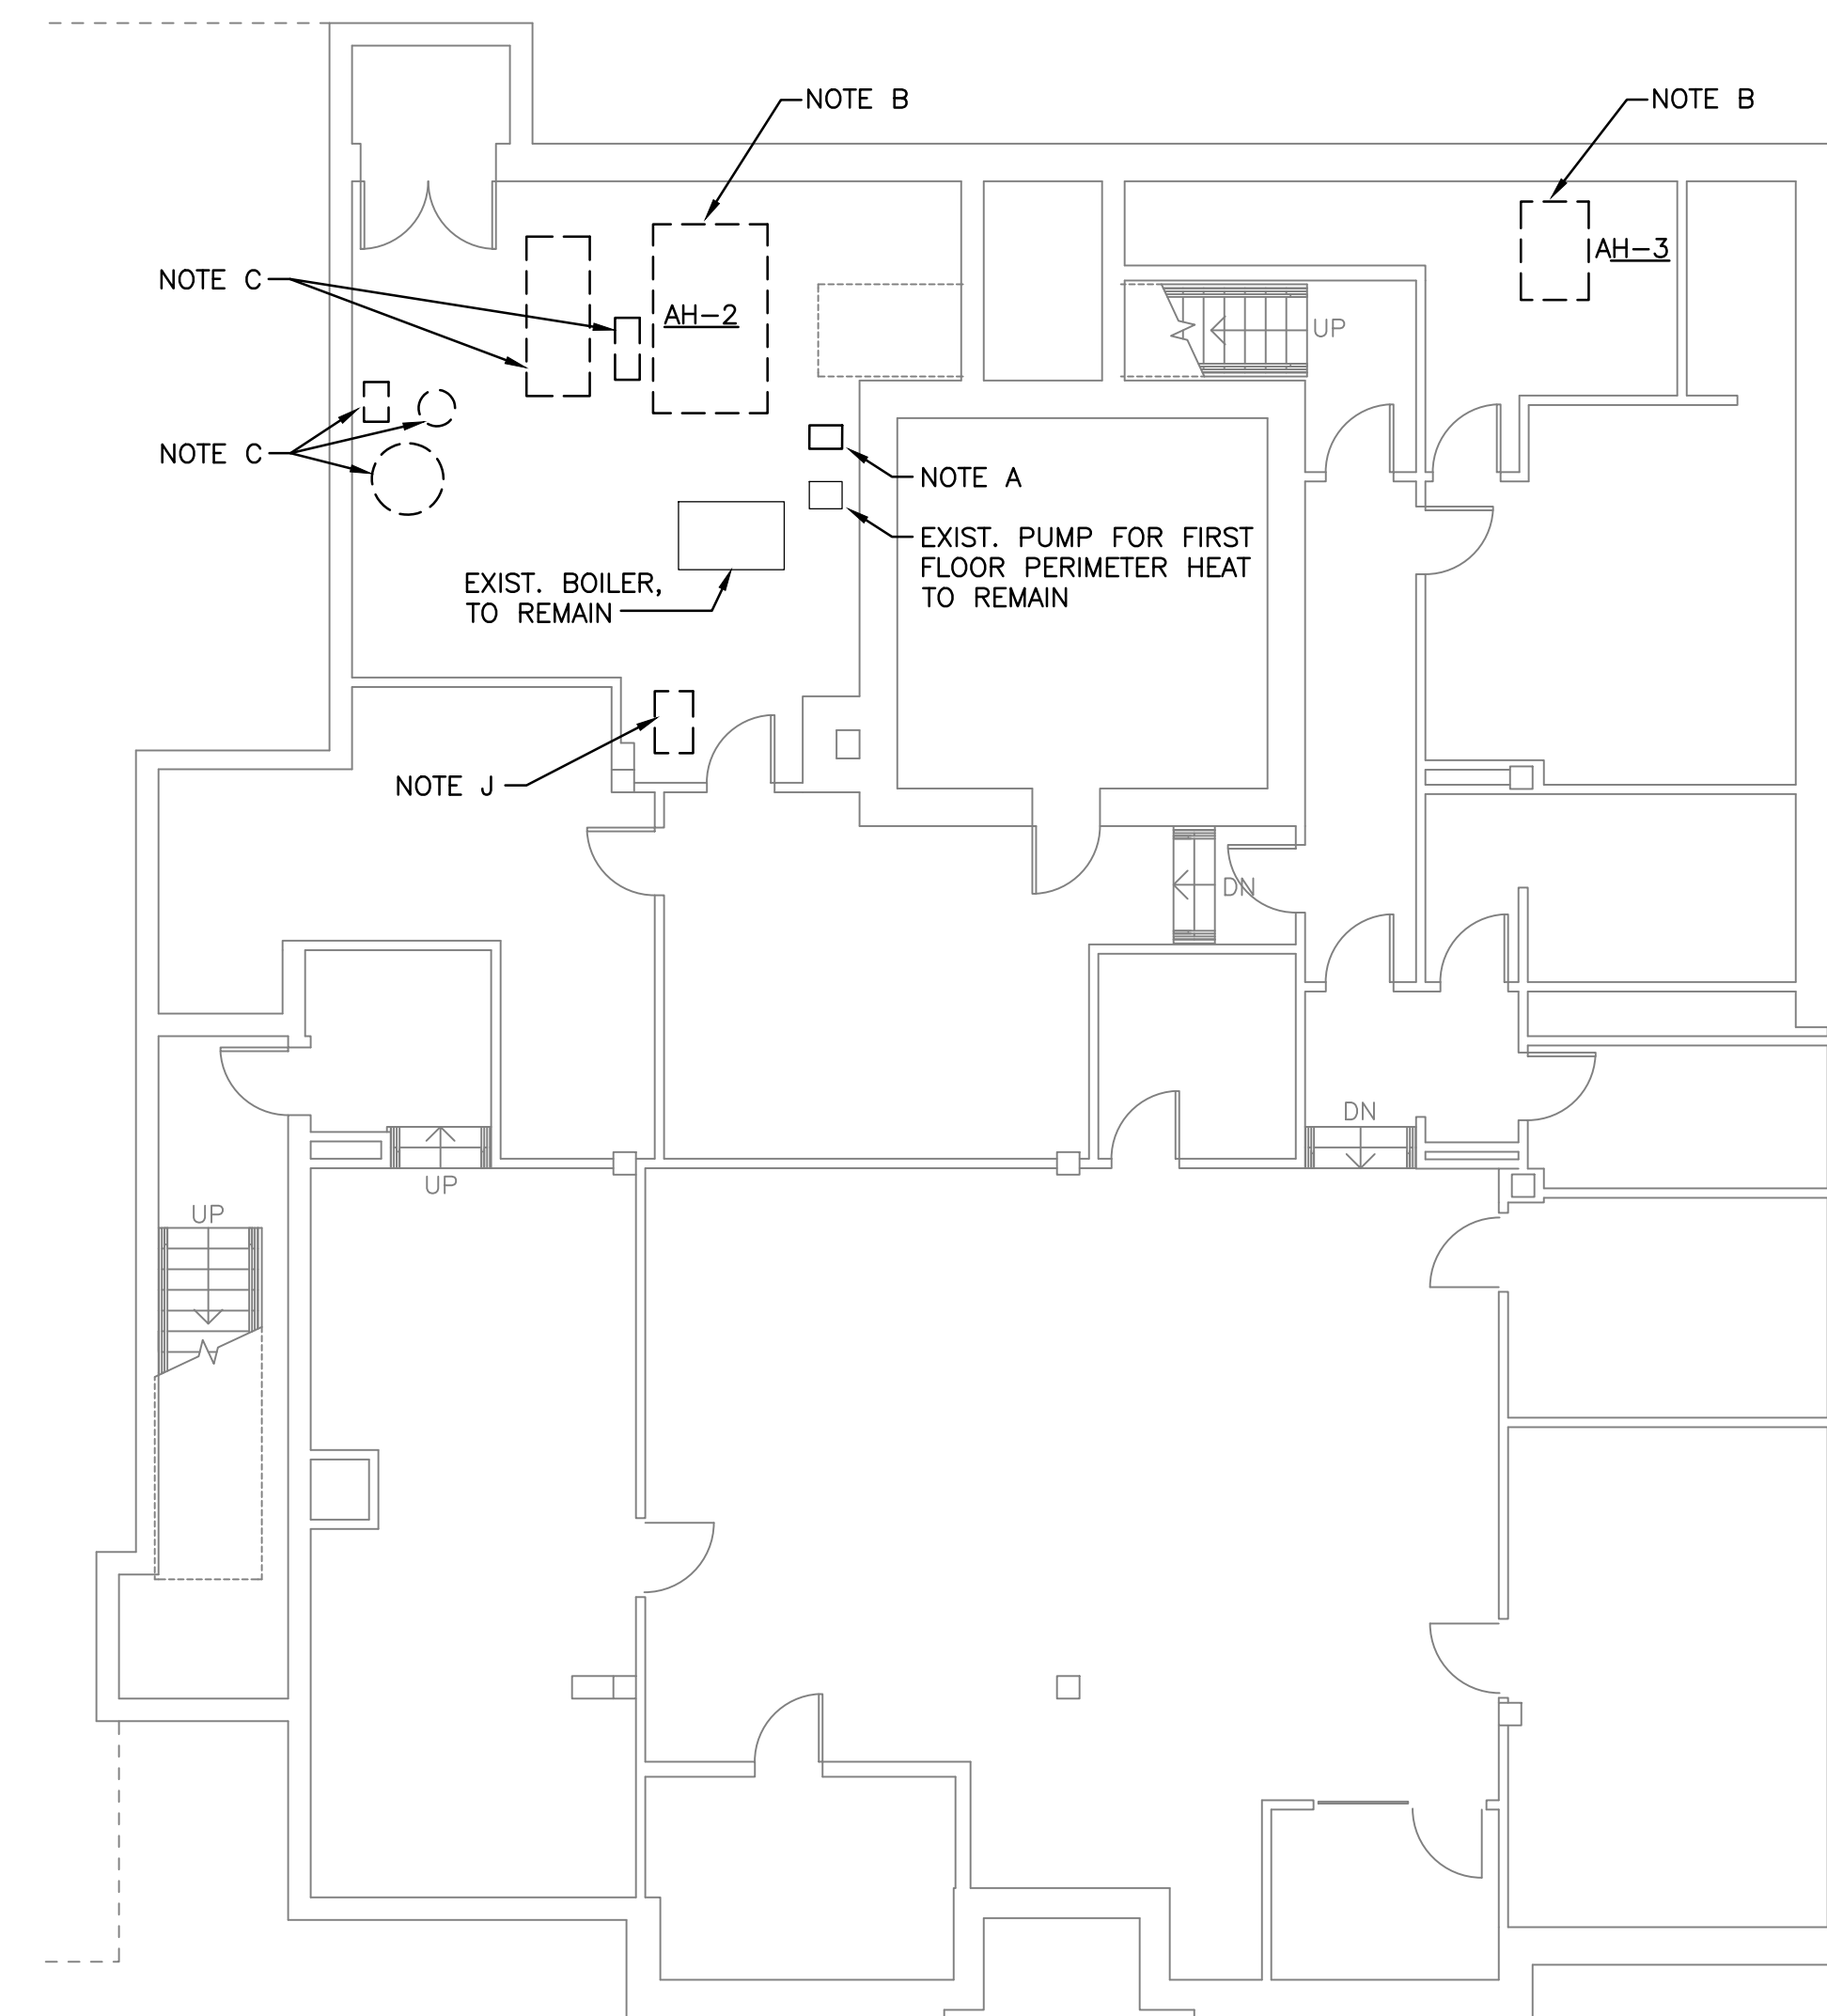 NOTE B
NOTE B
AH-3
NOTE C
AH-2
UP
NOTE C
NOTE A
EXIST. PUMP FOR FIRST
FLOOR PERIMETER HEAT
TO REMAIN
EXIST. BOILER,
TO REMAIN
NOTE J
DN
DN
UP
UP